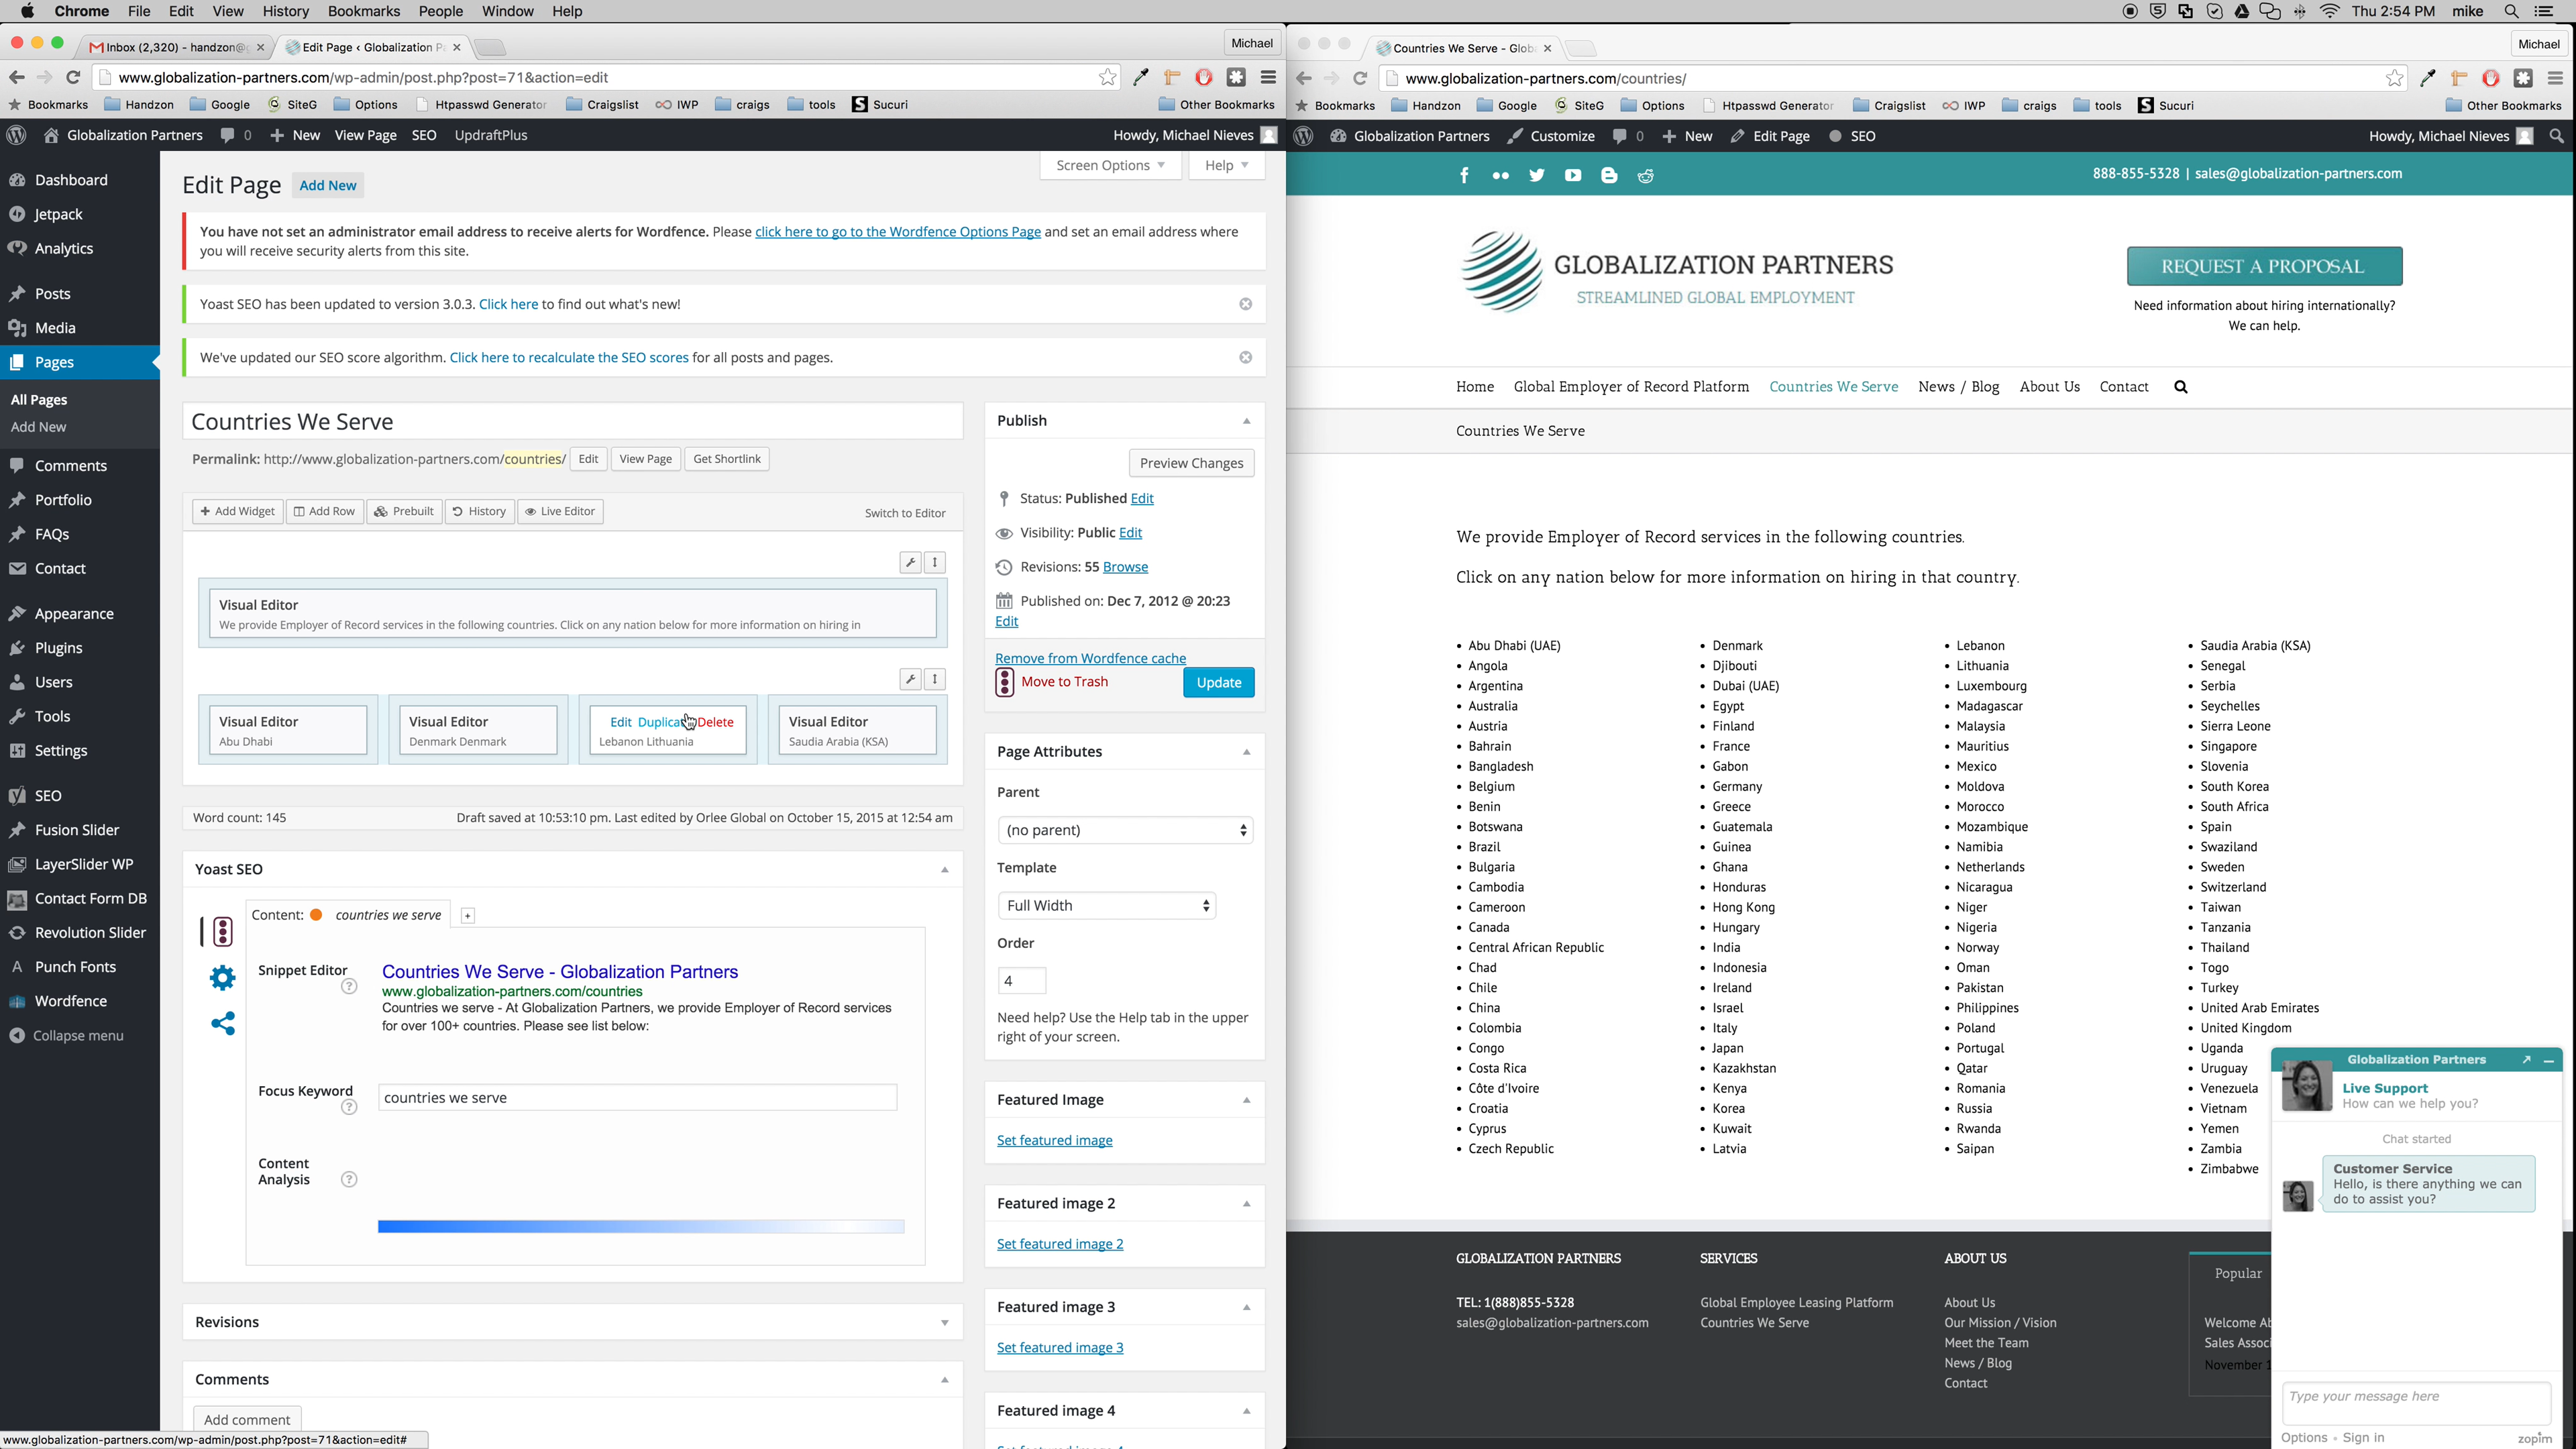 Chrome File Edit View History Bookmarks People Window Help
Thu 2:54 PM mike
Inbox (2,320) - handzon@g
Edit Page ‹ Globalization Pa
Michael
www.globalization-partners.com/wp-admin/post.php?post=71&action=edit
Bookmarks Handzon Google SiteG Options Htpasswd Generator Craigslist IWP craigs tools Sucuri Other Bookmarks
Globalization Partners 0 New View Page SEO UpdraftPlus Howdy, Michael Nieves
Dashboard
Jetpack
Analytics
Posts
Media
Pages
All Pages
Add New
Comments
Portfolio
FAQs
Contact
Appearance
Plugins
Users
Tools
Settings
SEO
Fusion Slider
LayerSlider WP
Contact Form DB
Revolution Slider
Punch Fonts
Wordfence
Collapse menu
Screen Options Help
Edit Page Add New
You have not set an administrator email address to receive alerts for Wordfence. Please click here to go to the Wordfence Options Page and set an email address where
you will receive security alerts from this site.
Yoast SEO has been updated to version 3.0.3. Click here to find out what's new!
We've updated our SEO score algorithm. Click here to recalculate the SEO scores for all posts and pages.
Countries We Serve
Permalink: http://www.globalization-partners.com/countries/ Edit View Page Get Shortlink
Add Widget Add Row Prebuilt History Live Editor Switch to Editor
Visual Editor
We provide Employer of Record services in the following countries. Click on any nation below for more information on hiring in
Visual Editor
Abu Dhabi
Visual Editor
Denmark Denmark
Edit Duplica Delete
Lebanon Lithuania
Visual Editor
Saudia Arabia (KSA)
Word count: 145 Draft saved at 10:53:10 pm. Last edited by Orlee Global on October 15, 2015 at 12:54 am
Yoast SEO
Content: countries we serve +
Snippet Editor
?
Countries We Serve - Globalization Partners
www.globalization-partners.com/countries
Countries we serve - At Globalization Partners, we provide Employer of Record services
for over 100+ countries. Please see list below:
Focus Keyword
?
countries we serve
Content
Analysis ?
Revisions
Comments
Add comment
www.globalization-partners.com/wp-admin/post.php?post=71&action=edit#
Publish
Preview Changes
Status: Published Edit
Visibility: Public Edit
Revisions: 55 Browse
Published on: Dec 7, 2012 @ 20:23
Edit
Remove from Wordfence cache
Move to Trash Update
Page Attributes
Parent
(no parent)
Template
Full Width
Order
4
Need help? Use the Help tab in the upper
right of your screen.
Featured Image
Set featured image
Featured image 2
Set featured image 2
Featured image 3
Set featured image 3
Featured image 4
Countries We Serve - Glob
Michael
www.globalization-partners.com/countries/
Bookmarks Handzon Google SiteG Options Htpasswd Generator Craigslist IWP craigs tools Sucuri Other Bookmarks
Globalization Partners Customize 0 New Edit Page SEO Howdy, Michael Nieves
888-855-5328 | sales@globalization-partners.com
GLOBALIZATION PARTNERS
STREAMLINED GLOBAL EMPLOYMENT
REQUEST A PROPOSAL
Need information about hiring internationally?
We can help.
Home Global Employer of Record Platform Countries We Serve News / Blog About Us Contact
Countries We Serve
We provide Employer of Record services in the following countries.
Click on any nation below for more information on hiring in that country.
Abu Dhabi (UAE)
Angola
Argentina
Australia
Austria
Bahrain
Bangladesh
Belgium
Benin
Botswana
Brazil
Bulgaria
Cambodia
Cameroon
Canada
Central African Republic
Chad
Chile
China
Colombia
Congo
Costa Rica
Côte d'Ivoire
Croatia
Cyprus
Czech Republic
Denmark
Djibouti
Dubai (UAE)
Egypt
Finland
France
Gabon
Germany
Greece
Guatemala
Guinea
Ghana
Honduras
Hong Kong
Hungary
India
Indonesia
Ireland
Israel
Italy
Japan
Kazakhstan
Kenya
Korea
Kuwait
Latvia
Lebanon
Lithuania
Luxembourg
Madagascar
Malaysia
Mauritius
Mexico
Moldova
Morocco
Mozambique
Namibia
Netherlands
Nicaragua
Niger
Nigeria
Norway
Oman
Pakistan
Philippines
Poland
Portugal
Qatar
Romania
Russia
Rwanda
Saipan
Saudia Arabia (KSA)
Senegal
Serbia
Seychelles
Sierra Leone
Singapore
Slovenia
South Korea
South Africa
Spain
Swaziland
Sweden
Switzerland
Taiwan
Tanzania
Thailand
Togo
Turkey
United Arab Emirates
United Kingdom
Uganda
Uruguay
Venezuela
Vietnam
Yemen
Zambia
Zimbabwe
Globalization Partners
Live Support
How can we help you?
Chat started
Customer Service
Hello, is there anything we can
do to assist you?
Type your message here
Options • Sign in zopim
GLOBALIZATION PARTNERS
TEL: 1(888)855-5328
sales@globalization-partners.com
SERVICES
Global Employee Leasing Platform
Countries We Serve
ABOUT US
About Us
Our Mission / Vision
Meet the Team
News / Blog
Contact
Popular
Welcome Ab
Sales Associ
November 1